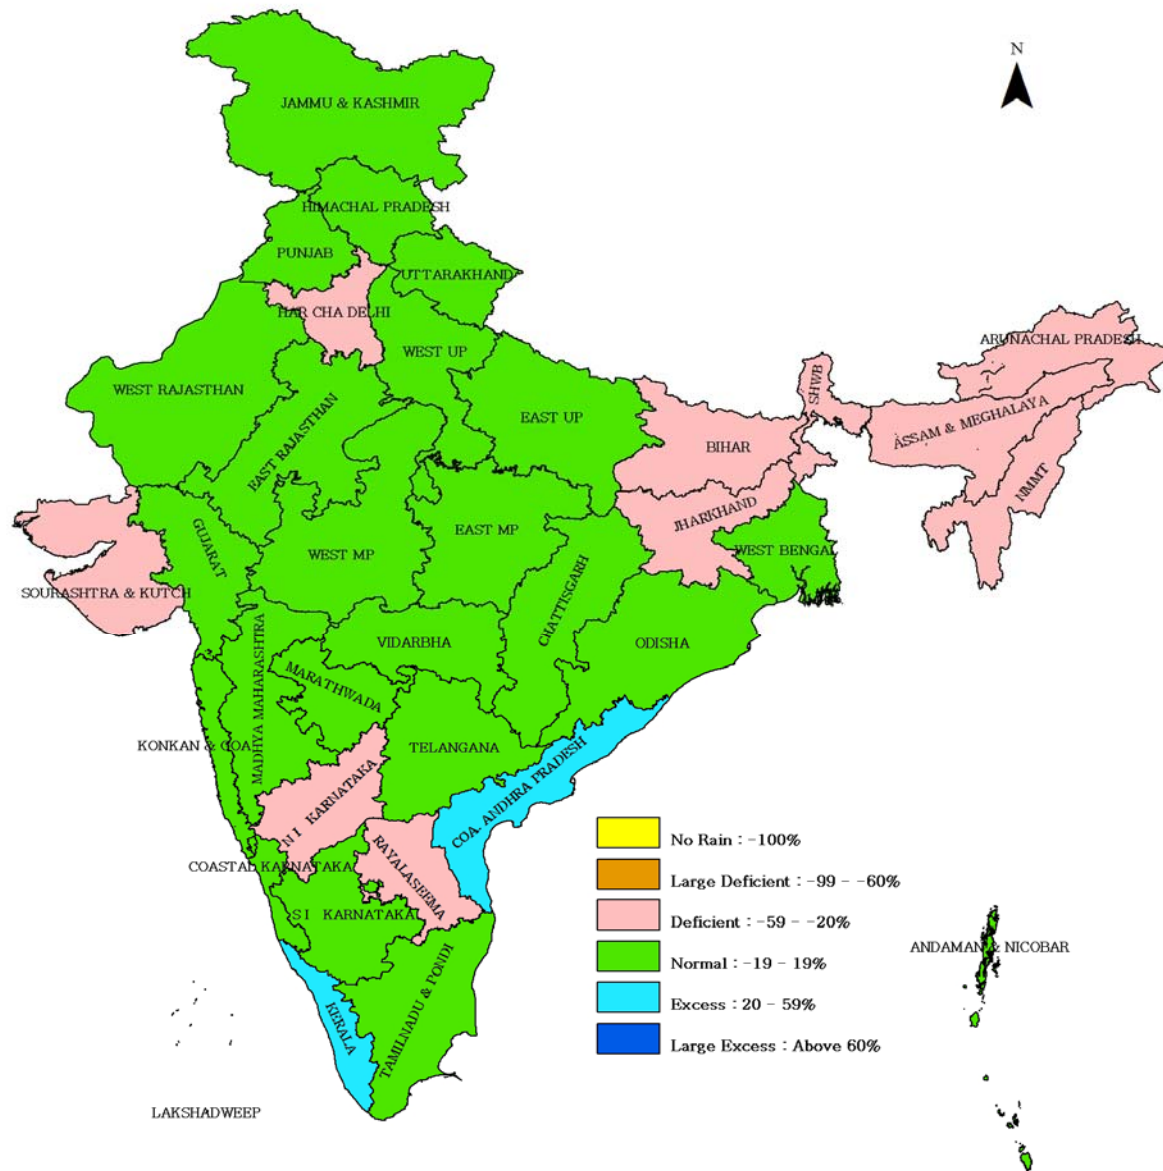 N
JAMMU & KASHMIR
HIMACHAL PRADESH
PUNJAB
UTTARAKHAND
HAR CHA DELHI
WEST UP
WEST RAJASTHAN
EAST RAJASTHAN
EAST UP
SHWB
ARUNACHAL PRADESH
ASSAM & MEGHALAYA
NMMT
BIHAR
JHARKHAND
GUJARAT
WEST MP
EAST MP
WEST BENGAL
SOURASHTRA & KUTCH
CHATTISGARH
VIDARBHA
ODISHA
MARATHWADA
MADHYA MAHARASHTRA
KONKAN & GOA
TELANGANA
COA. ANDHRA PRADESH
N I KARNATAKA
RAYALASEEMA
COASTAL KARNATAKA
S I KARNATAKA
TAMILNADU & PONDI
KERALA
LAKSHADWEEP
ANDAMAN & NICOBAR
No Rain : -100%
Large Deficient : -99 - -60%
Deficient : -59 - -20%
Normal : -19 - 19%
Excess : 20 - 59%
Large Excess : Above 60%